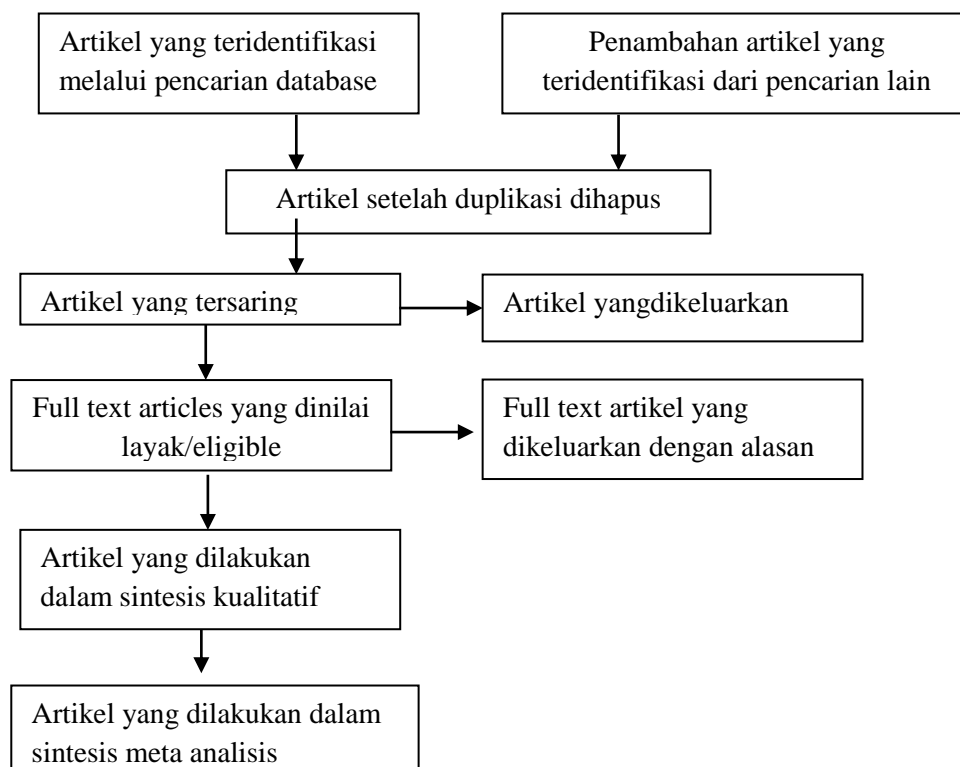 Artikel yang teridentifikasi
melalui pencarian database
Penambahan artikel yang
teridentifikasi dari pencarian lain
Artikel setelah duplikasi dihapus
Artikel yang tersaring
Artikel yangdikeluarkan
Full text articles yang dinilai
layak/eligible
Full text artikel yang
dikeluarkan dengan alasan
Artikel yang dilakukan
dalam sintesis kualitatif
Artikel yang dilakukan dalam
sintesis meta analisis